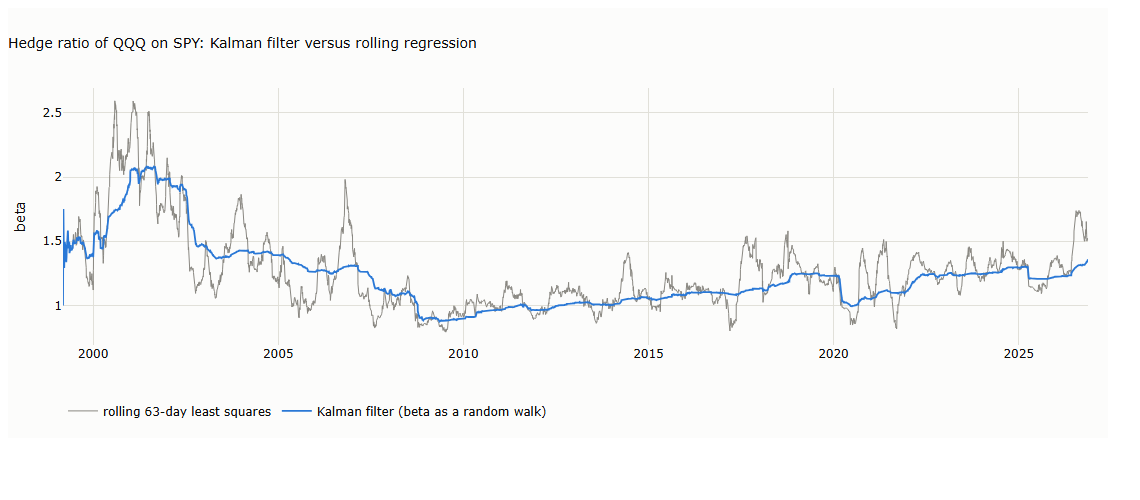 Hedge ratio of QQQ on SPY: Kalman filter versus rolling regression
2.5
2
1.5
1
beta
2000 2005 2010 2015 2020 2025
rolling 63-day least squares Kalman filter (beta as a random walk)